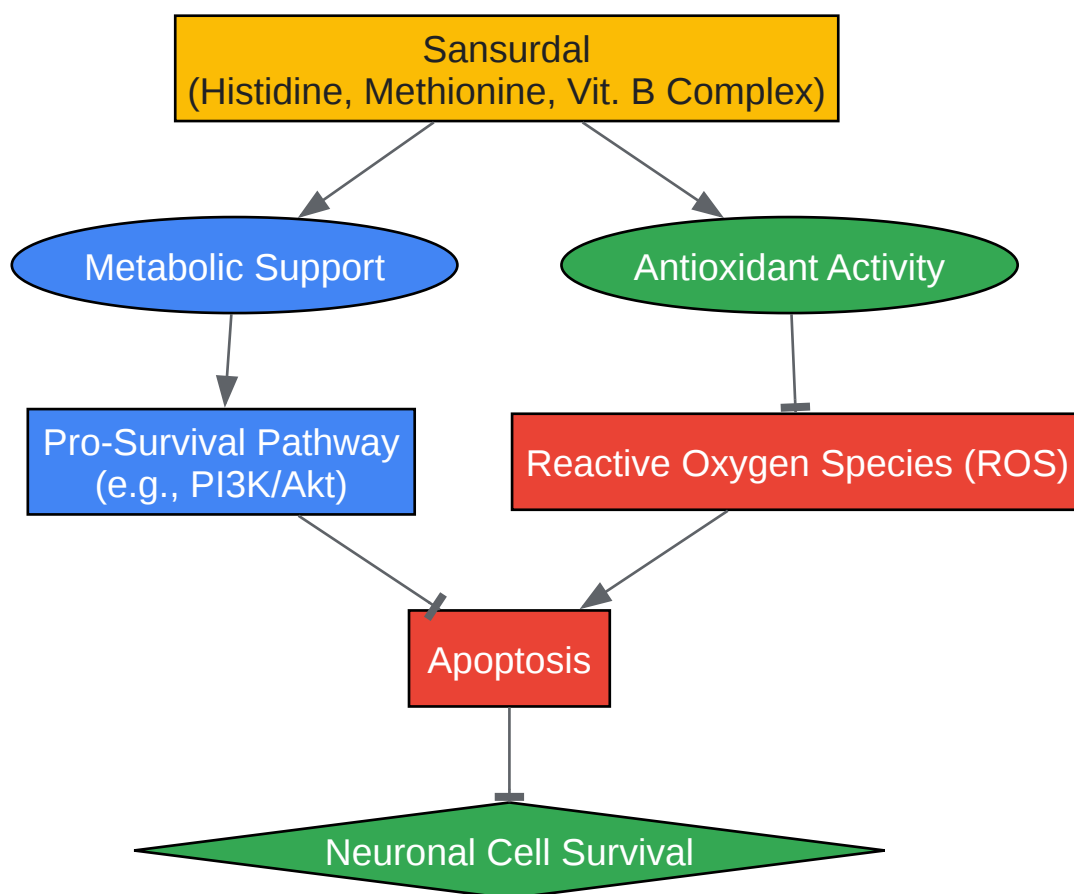 Sansurdal
(Histidine, Methionine, Vit. B Complex)
Metabolic Support
Antioxidant Activity
Pro-Survival Pathway
(e.g., PI3K/Akt)
Reactive Oxygen Species (ROS)
Apoptosis
Neuronal Cell Survival